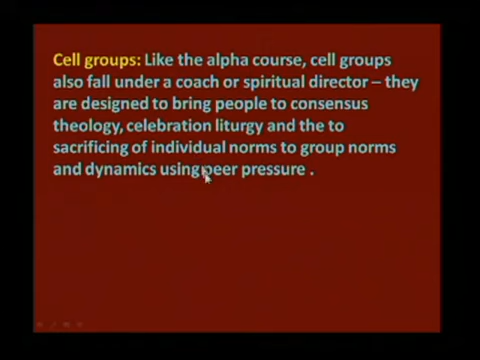 Cell groups: Like the alpha course, cell groups
also fall under a coach or spiritual director – they
are designed to bring people to consensus
theology, celebration liturgy and the to
sacrificing of individual norms to group norms
and dynamics using peer pressure .